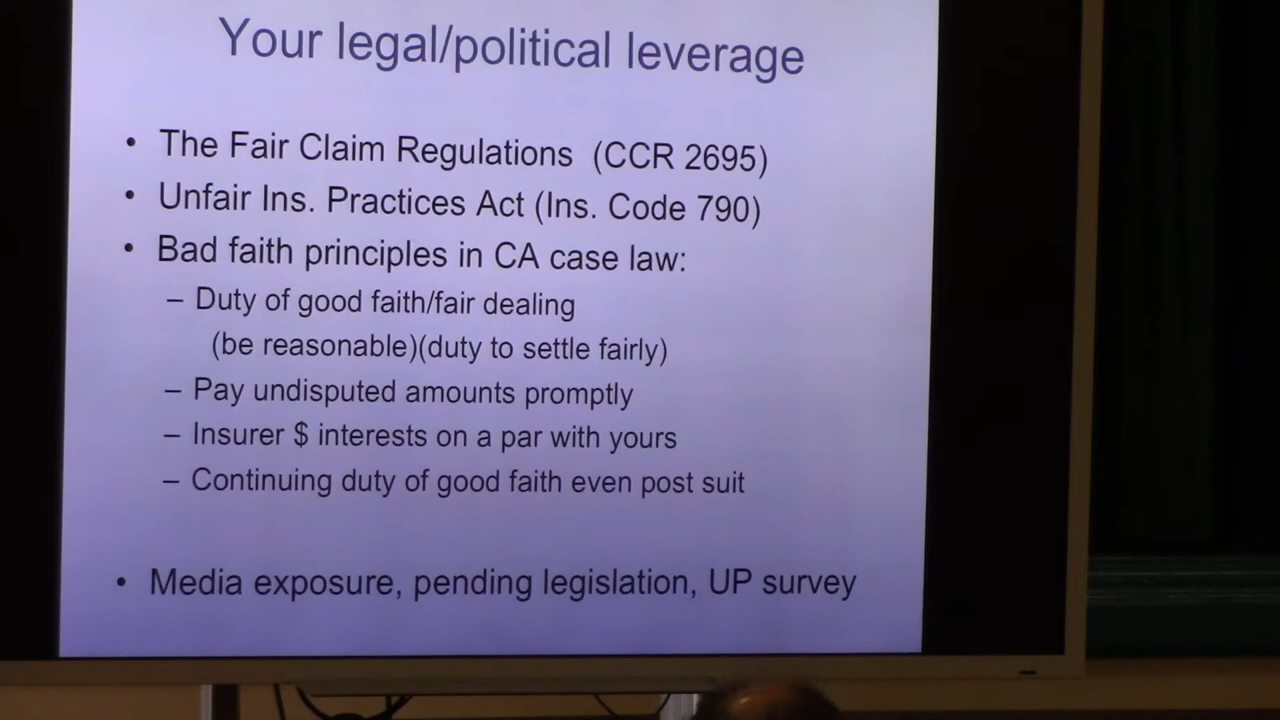 Your legal/political leverage
• The Fair Claim Regulations (CCR 2695)
• Unfair Ins. Practices Act (Ins. Code 790)
• Bad faith principles in CA case law:
– Duty of good faith/fair dealing
(be reasonable)(duty to settle fairly)
– Pay undisputed amounts promptly
– Insurer $ interests on a par with yours
– Continuing duty of good faith even post suit
• Media exposure, pending legislation, UP survey